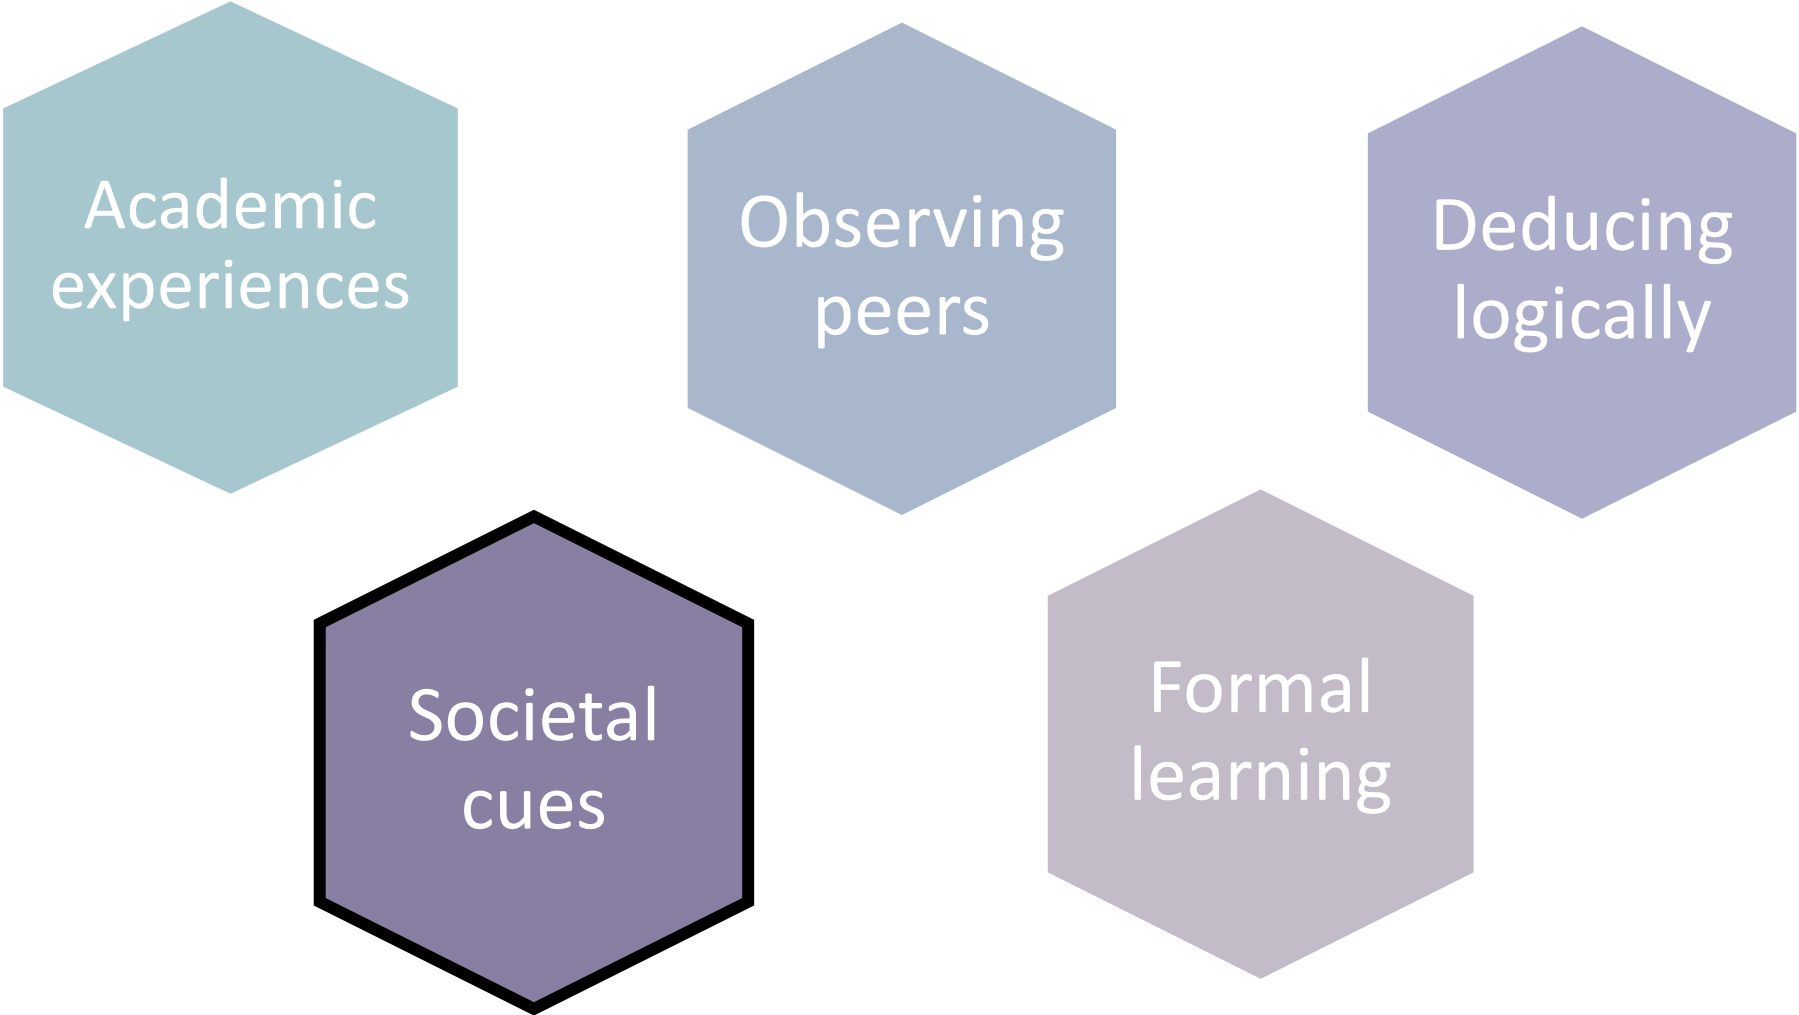 Academic
experiences
Observing
peers
Deducing
logically
Societal
cues
Formal
learning